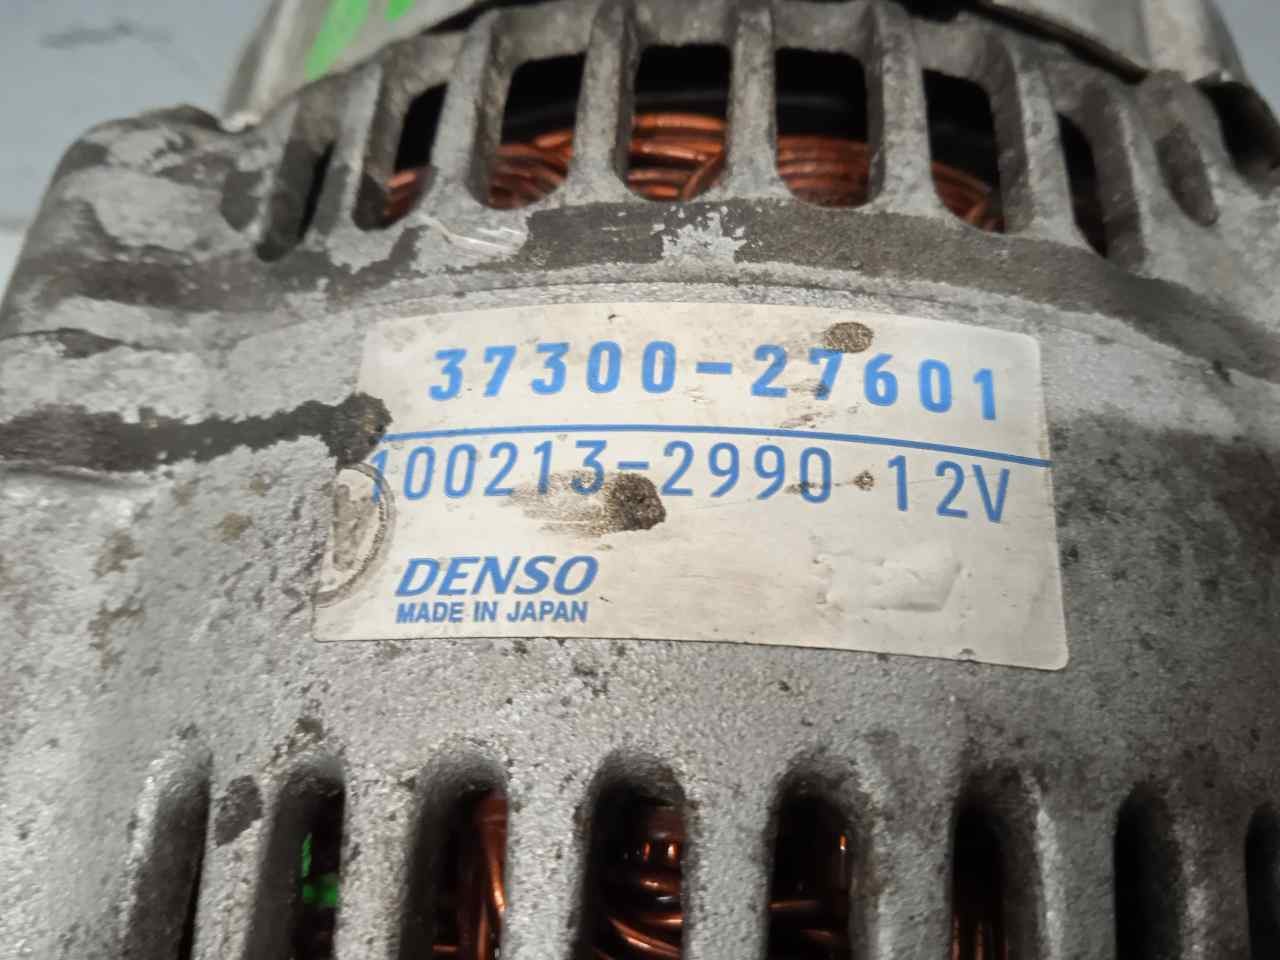 37300-27601
100213-2990 12V
DENSO
MADE IN JAPAN